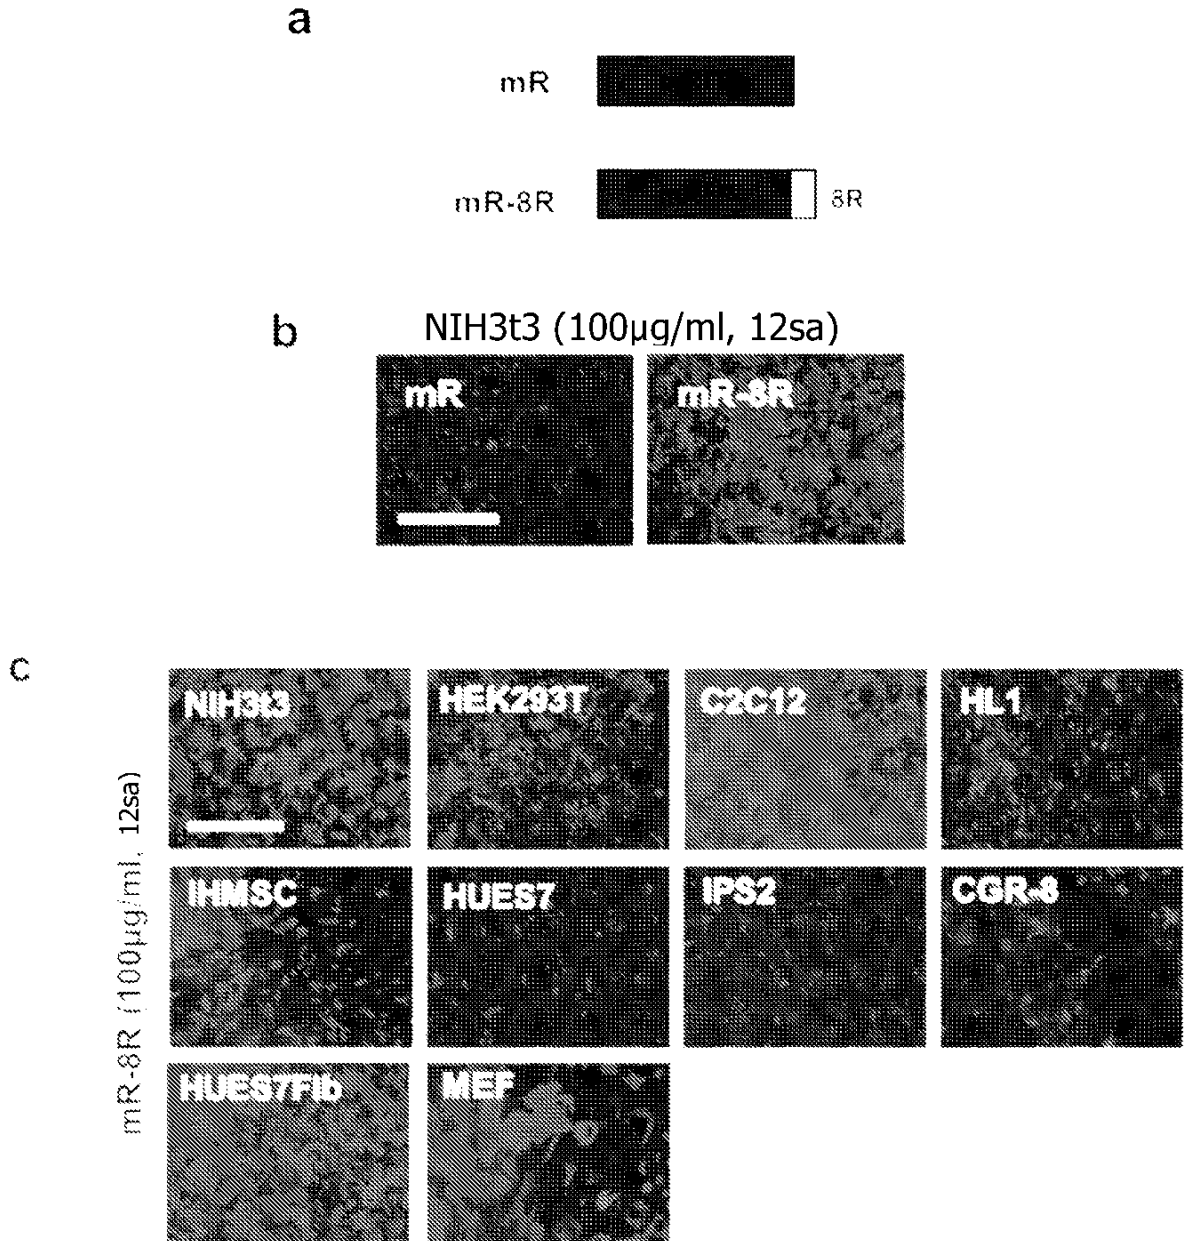 a
mR
mR-8R
8R
b
NIH3t3 (100µg/ml, 12sa)
mR
mR-8R
c
mR-8R (100µg/ml, 12sa)
NIH3t3
HEK293T
C2C12
HL1
IHMSC
HUES7
IPS2
CGR-8
HUES7Fib
MEF